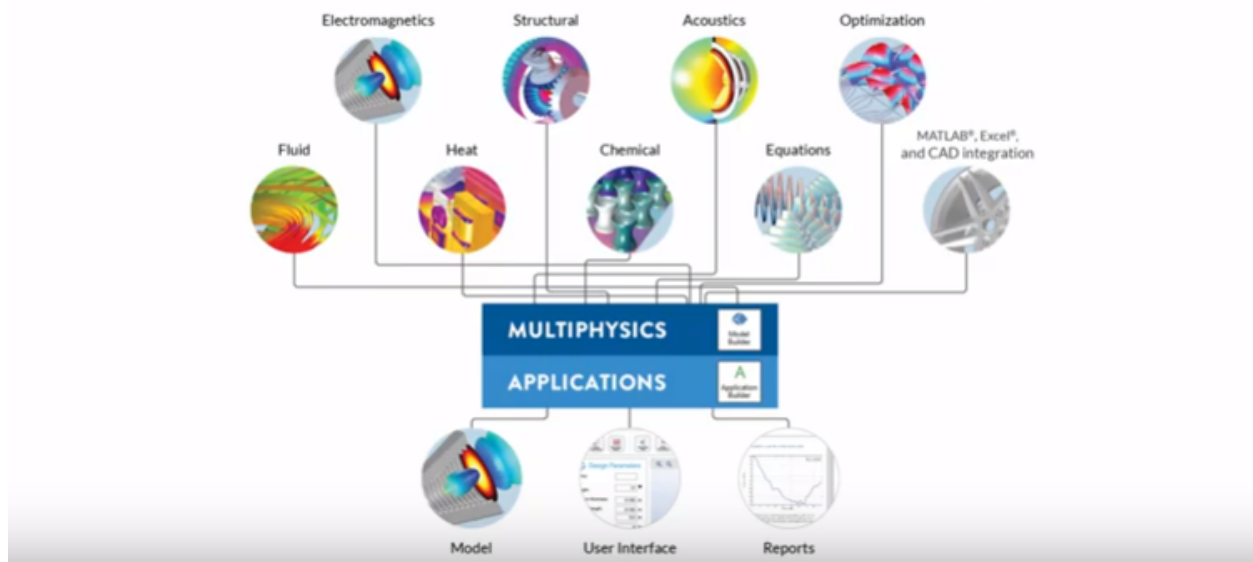 Electromagnetics
Structural
Acoustics
Optimization
Fluid
Heat
Chemical
Equations
MATLAB®, Excel®,
and CAD integration
MULTIPHYSICS
Model
Builder
APPLICATIONS
A
Application
Builder
Design Parameters
Model
User Interface
Reports